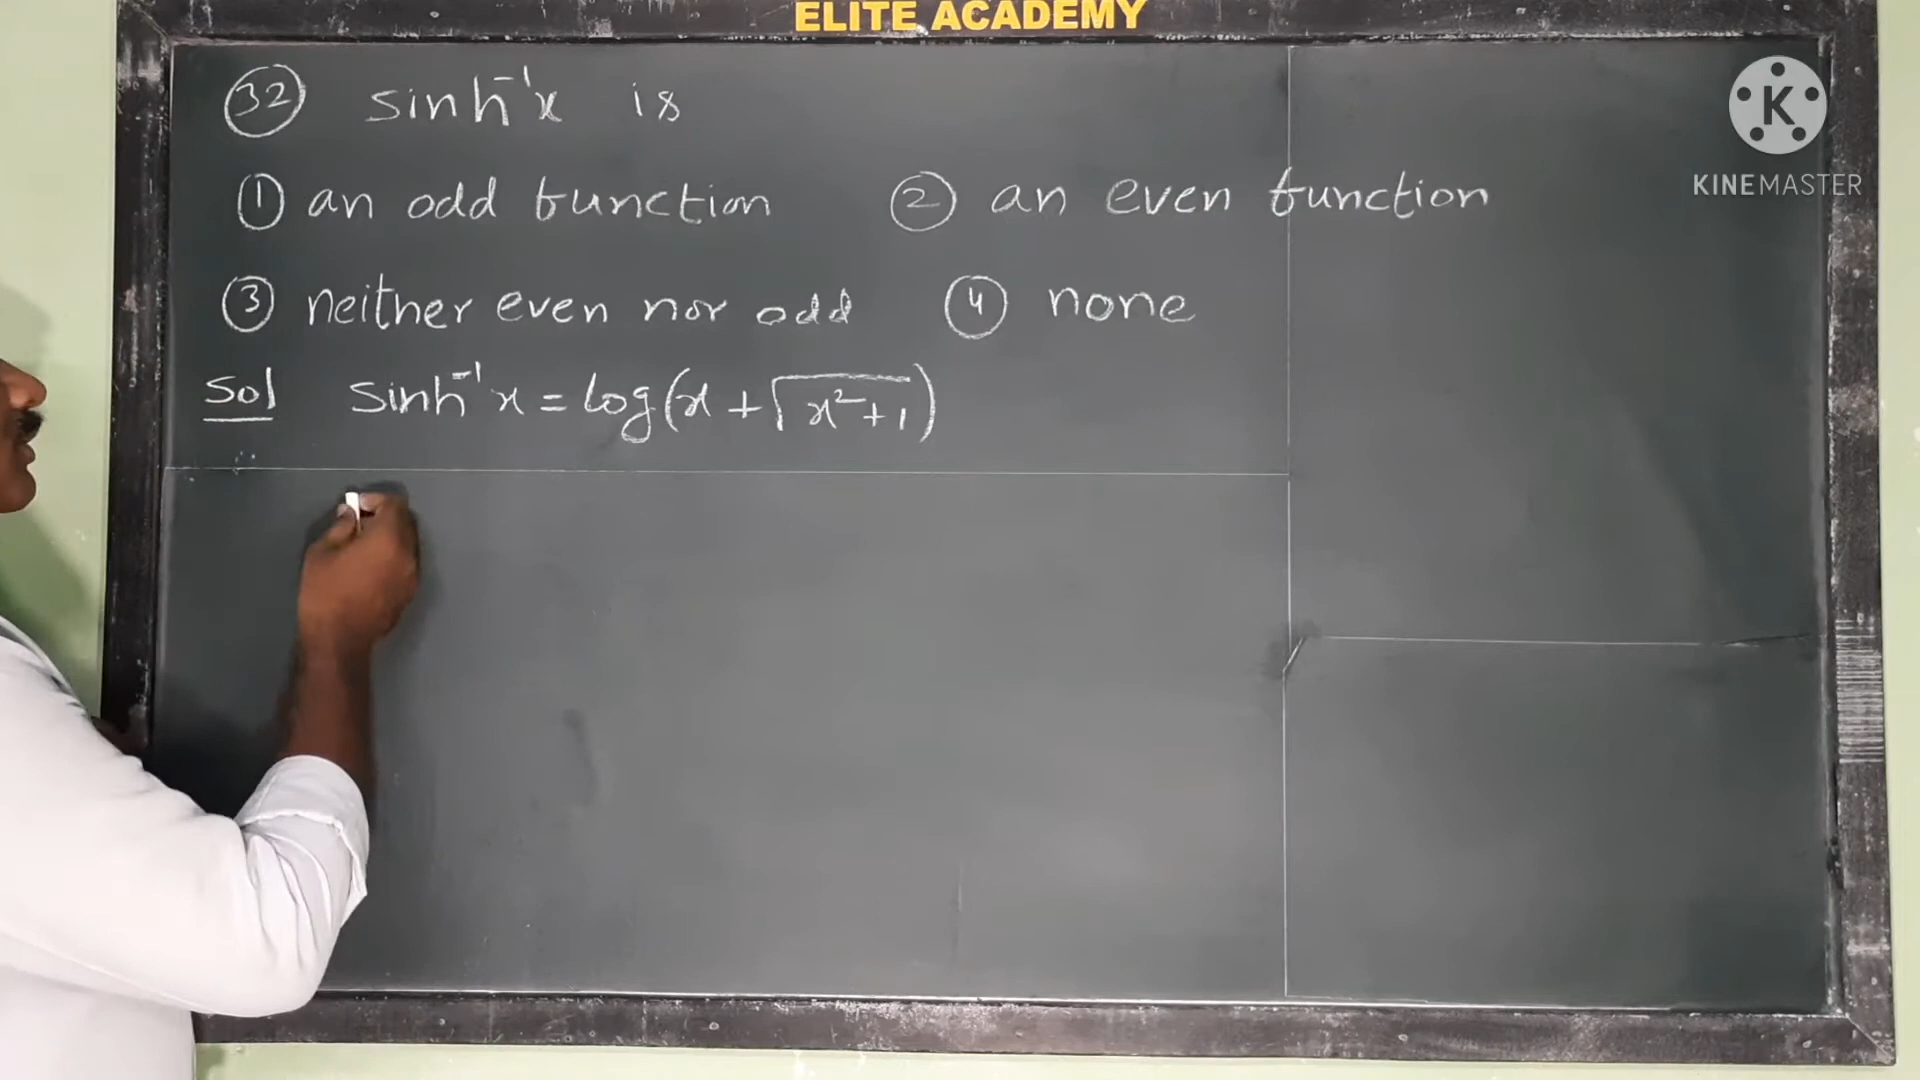 ELITE ACADEMY
32 sinh⁻¹x is
① an odd function ② an even function
③ neither even nor odd ④ none
Sol sinh⁻¹x = log(x + √x²+1)
KINEMASTER